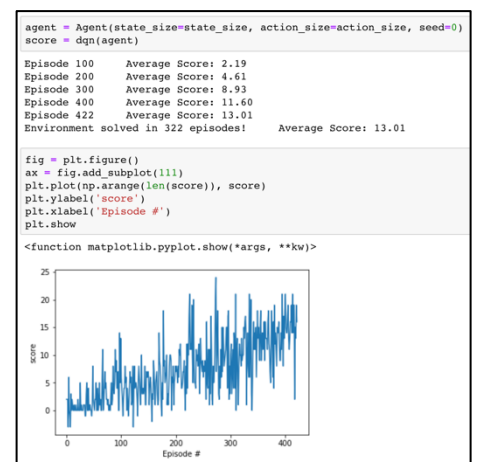 agent = Agent(state_size=state_size, action_size=action_size, seed=0)
score = dqn(agent)
Episode 100 Average Score: 2.19
Episode 200 Average Score: 4.61
Episode 300 Average Score: 8.93
Episode 400 Average Score: 11.60
Episode 422 Average Score: 13.01
Environment solved in 322 episodes! Average Score: 13.01
fig = plt.figure()
ax = fig.add_subplot(111)
plt.plot(np.arange(len(score)), score)
plt.ylabel('score')
plt.xlabel('Episode #')
plt.show
<function matplotlib.pyplot.show(*args, **kw)>
25
20
15
10
5
0
score
0 100 200 300 400
Episode #